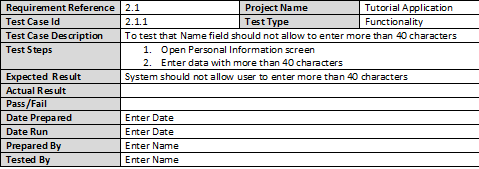 Requirement Reference 2.1 Project Name Tutorial Application
Test Case Id 2.1.1 Test Type Functionality
Test Case Description To test that Name field should not allow to enter more than 40 characters
Test Steps 1. Open Personal Information screen
2. Enter data with more than 40 characters
Expected Result System should not allow user to enter more than 40 characters
Actual Result
Pass/Fail
Date Prepared Enter Date
Date Run Enter Date
Prepared By Enter Name
Tested By Enter Name